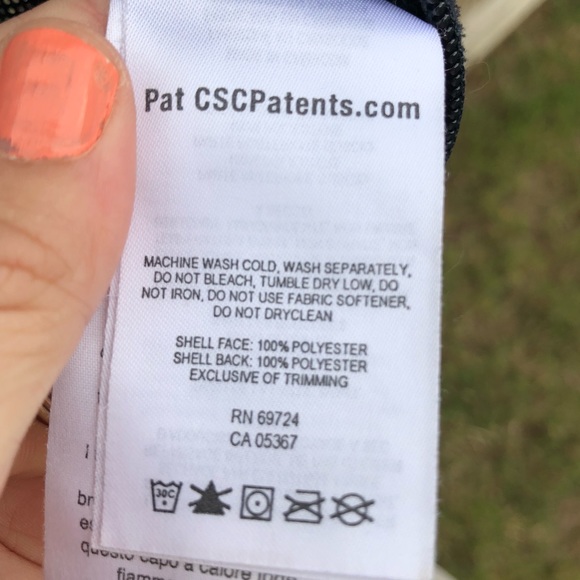 Pat CSCPatents.com
MACHINE WASH COLD, WASH SEPARATELY,
DO NOT BLEACH, TUMBLE DRY LOW, DO
NOT IRON, DO NOT USE FABRIC SOFTENER,
DO NOT DRYCLEAN
SHELL FACE: 100% POLYESTER
SHELL BACK: 100% POLYESTER
EXCLUSIVE OF TRIMMING
RN 69724
CA 05367
30C
questo capo a calore